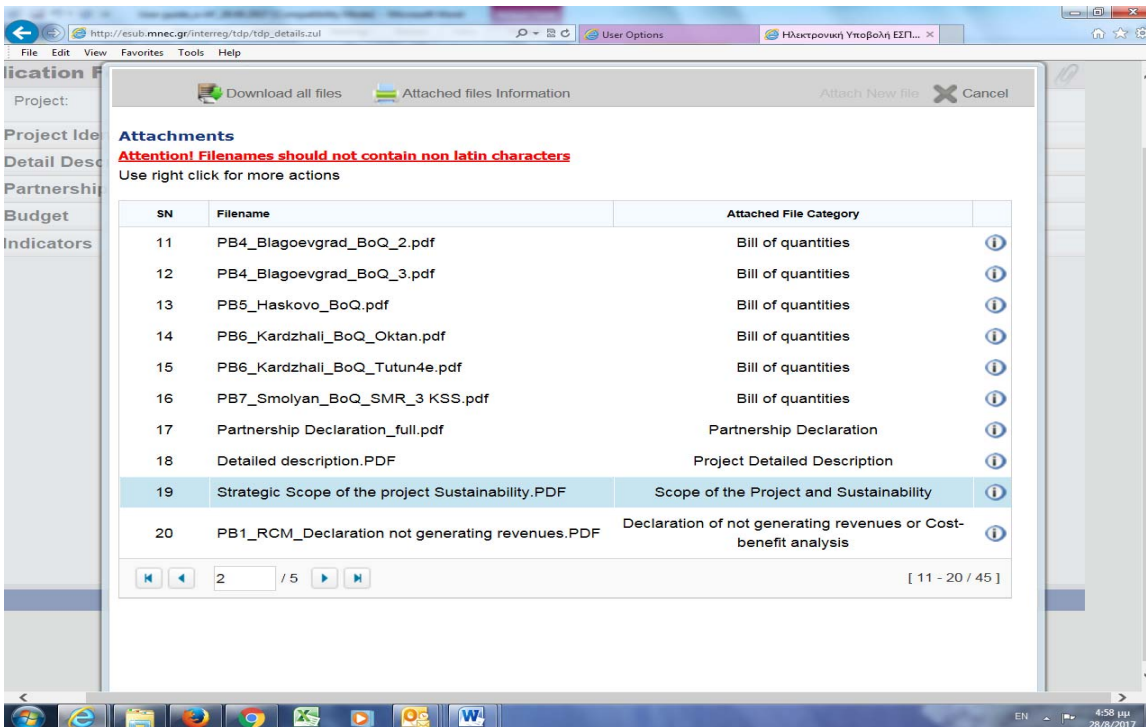 http://esub.mnec.gr/interreg/tdp/tdp_details.zul
User Options
Ηλεκτρονική Υποβολή ΕΣΠ...
File Edit View Favorites Tools Help
lication F
Project:
Project Ide
Detail Desc
Partnership
Budget
Indicators
Download all files Attached files Information Attach New file Cancel
Attachments
Attention! Filenames should not contain non latin characters
Use right click for more actions
SN Filename Attached File Category
11 PB4_Blagoevgrad_BoQ_2.pdf Bill of quantities
12 PB4_Blagoevgrad_BoQ_3.pdf Bill of quantities
13 PB5_Haskovo_BoQ.pdf Bill of quantities
14 PB6_Kardzhali_BoQ_Oktan.pdf Bill of quantities
15 PB6_Kardzhali_BoQ_Tutun4e.pdf Bill of quantities
16 PB7_Smolyan_BoQ_SMR_3 KSS.pdf Bill of quantities
17 Partnership Declaration_full.pdf Partnership Declaration
18 Detailed description.PDF Project Detailed Description
19 Strategic Scope of the project Sustainability.PDF Scope of the Project and Sustainability
20 PB1_RCM_Declaration not generating revenues.PDF Declaration of not generating revenues or Cost-
benefit analysis
2 / 5 [ 11 - 20 / 45 ]
EN 4:58 μμ
28/8/2017